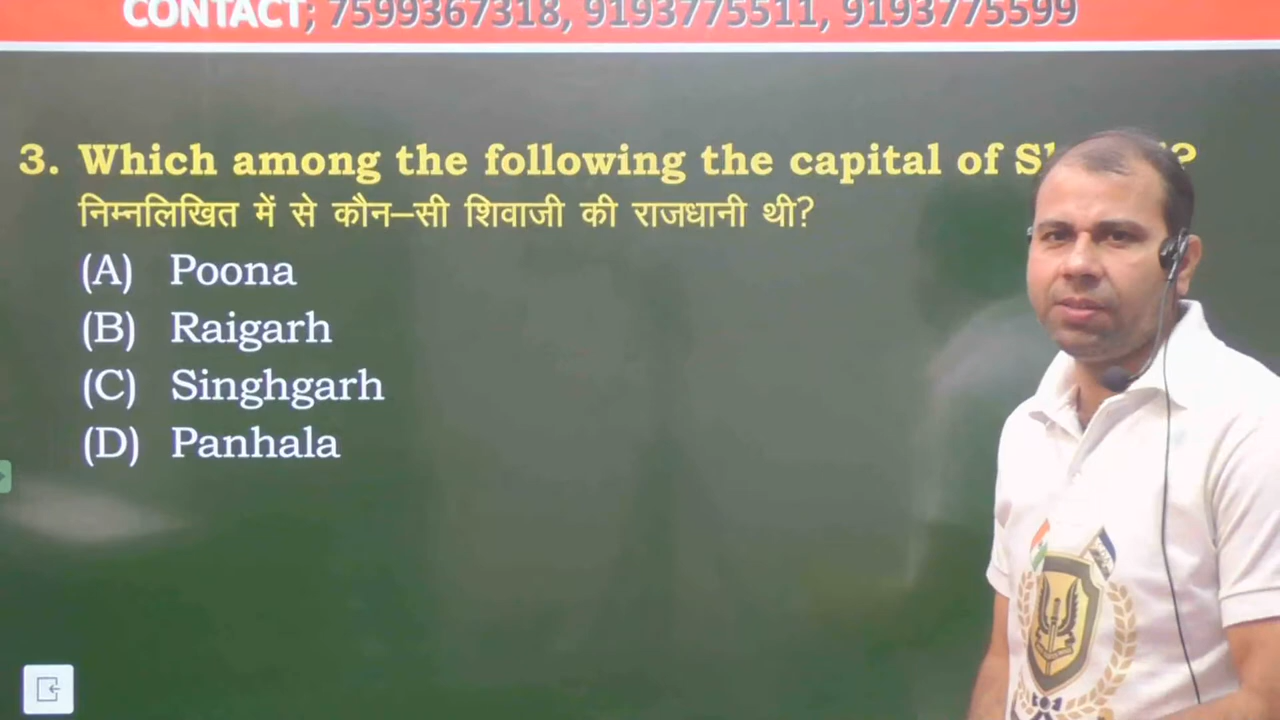 CONTACT; 7599367318, 9193775511, 9193775599
3. Which among the following the capital of
निम्नलिखित में से कौन–सी शिवाजी की राजधानी थी?
(A) Poona
(B) Raigarh
(C) Singhgarh
(D) Panhala